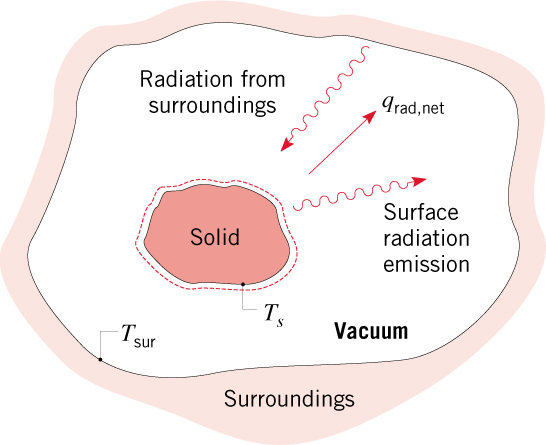 Radiation from
surroundings
q_rad,net
Surface
radiation
emission
Solid
T_s
T_sur
Vacuum
Surroundings